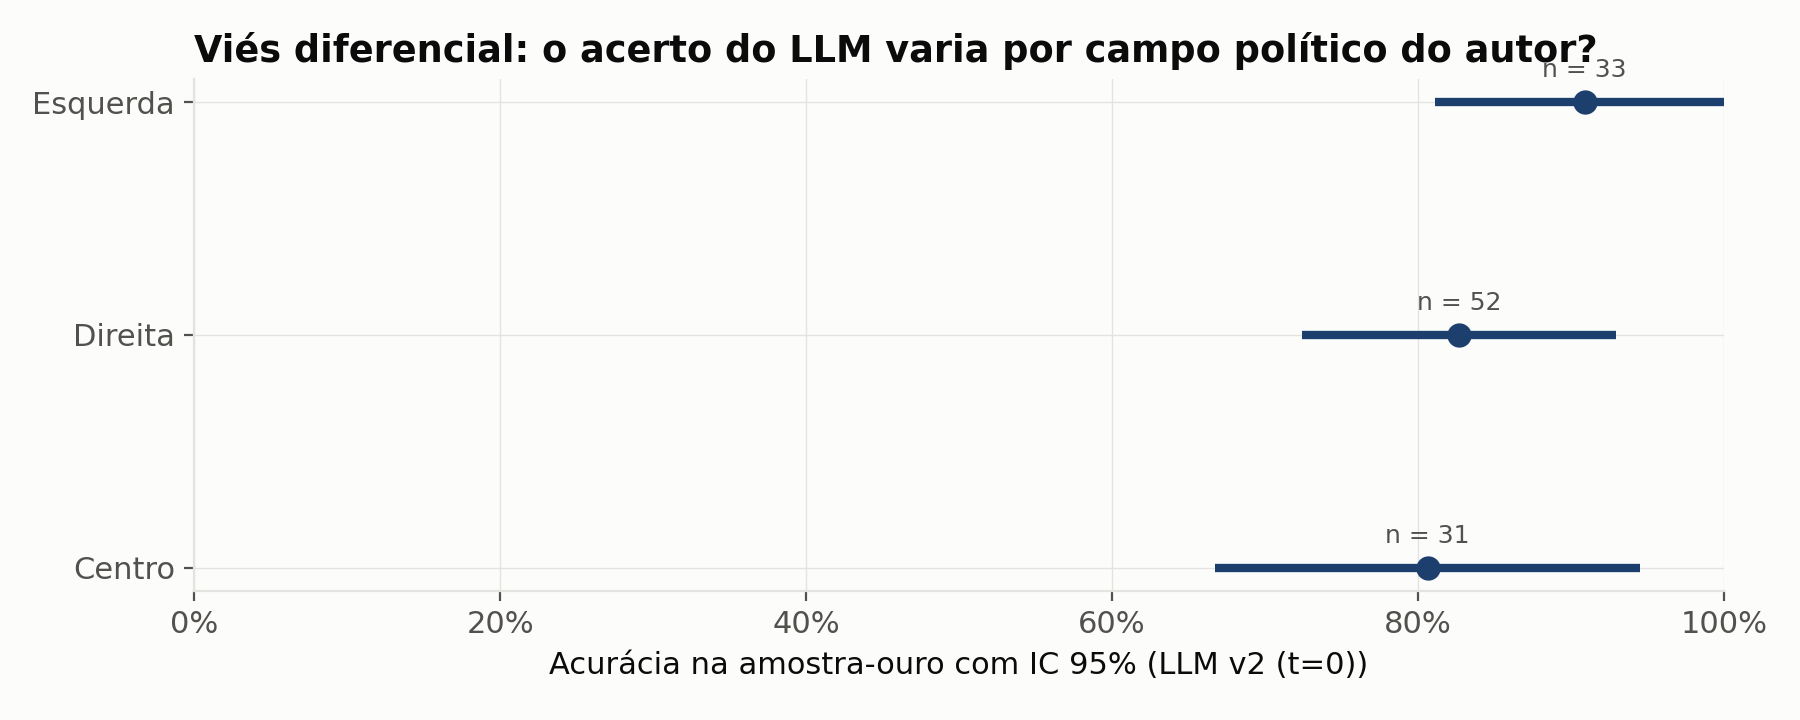 Viés diferencial: o acerto do LLM varia por campo político do autor?
n = 33
Esquerda
n = 52
Direita
n = 31
Centro
0% 20% 40% 60% 80% 100%
Acurácia na amostra-ouro com IC 95% (LLM v2 (t=0))